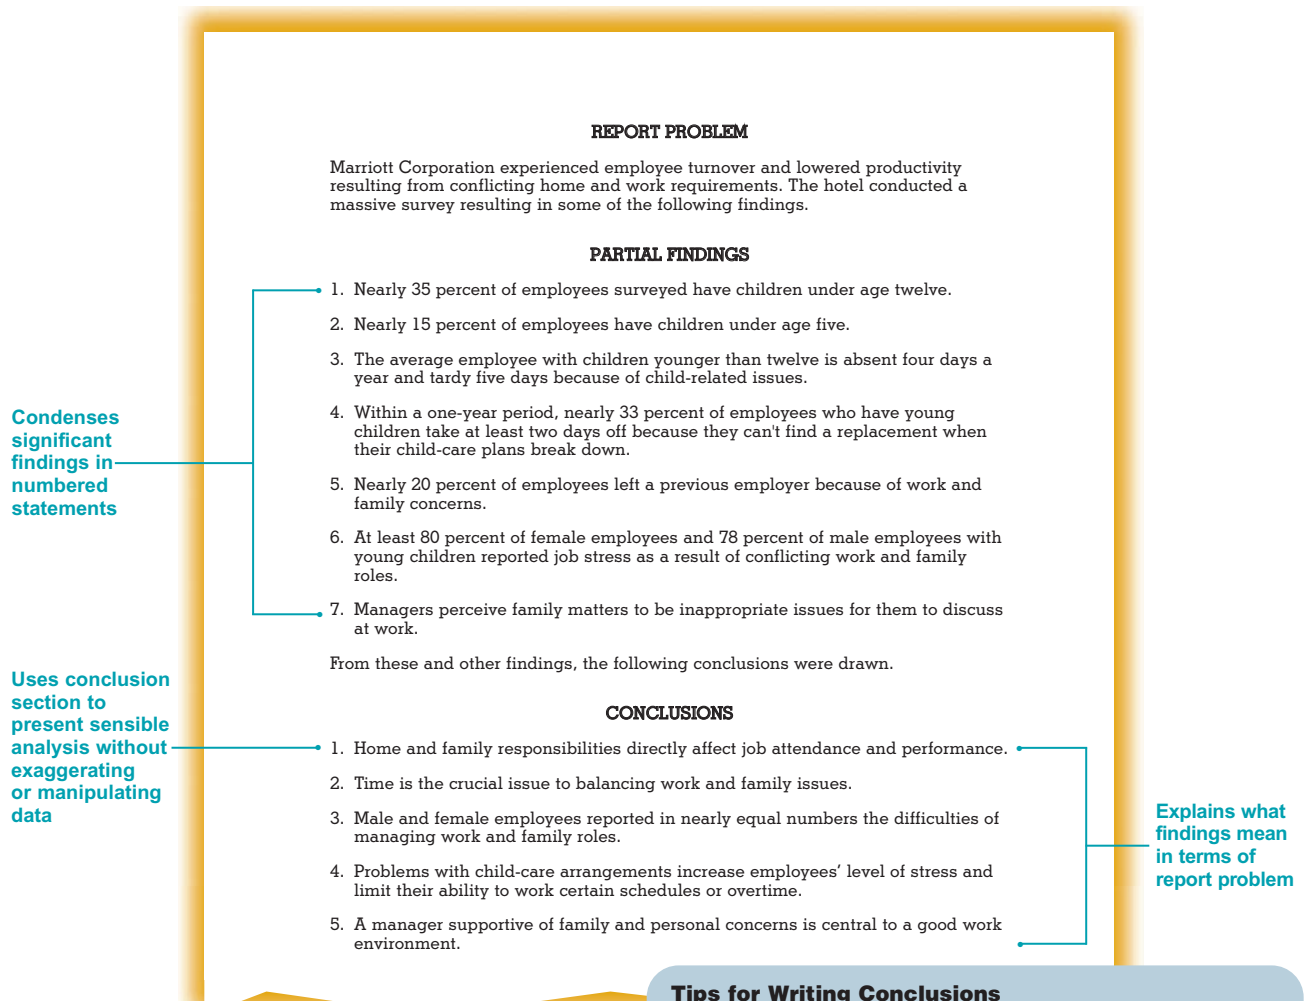 REPORT PROBLEM
Marriott Corporation experienced employee turnover and lowered productivity
resulting from conflicting home and work requirements. The hotel conducted a
massive survey resulting in some of the following findings.
PARTIAL FINDINGS
1. Nearly 35 percent of employees surveyed have children under age twelve.
2. Nearly 15 percent of employees have children under age five.
3. The average employee with children younger than twelve is absent four days a
year and tardy five days because of child-related issues.
4. Within a one-year period, nearly 33 percent of employees who have young
children take at least two days off because they can't find a replacement when
their child-care plans break down.
5. Nearly 20 percent of employees left a previous employer because of work and
family concerns.
6. At least 80 percent of female employees and 78 percent of male employees with
young children reported job stress as a result of conflicting work and family
roles.
7. Managers perceive family matters to be inappropriate issues for them to discuss
at work.
From these and other findings, the following conclusions were drawn.
CONCLUSIONS
1. Home and family responsibilities directly affect job attendance and performance.
2. Time is the crucial issue to balancing work and family issues.
3. Male and female employees reported in nearly equal numbers the difficulties of
managing work and family roles.
4. Problems with child-care arrangements increase employees’ level of stress and
limit their ability to work certain schedules or overtime.
5. A manager supportive of family and personal concerns is central to a good work
environment.
Condenses
significant
findings in
numbered
statements
Uses conclusion
section to
present sensible
analysis without
exaggerating
or manipulating
data
Explains what
findings mean
in terms of
report problem
Tips for Writing Conclusions